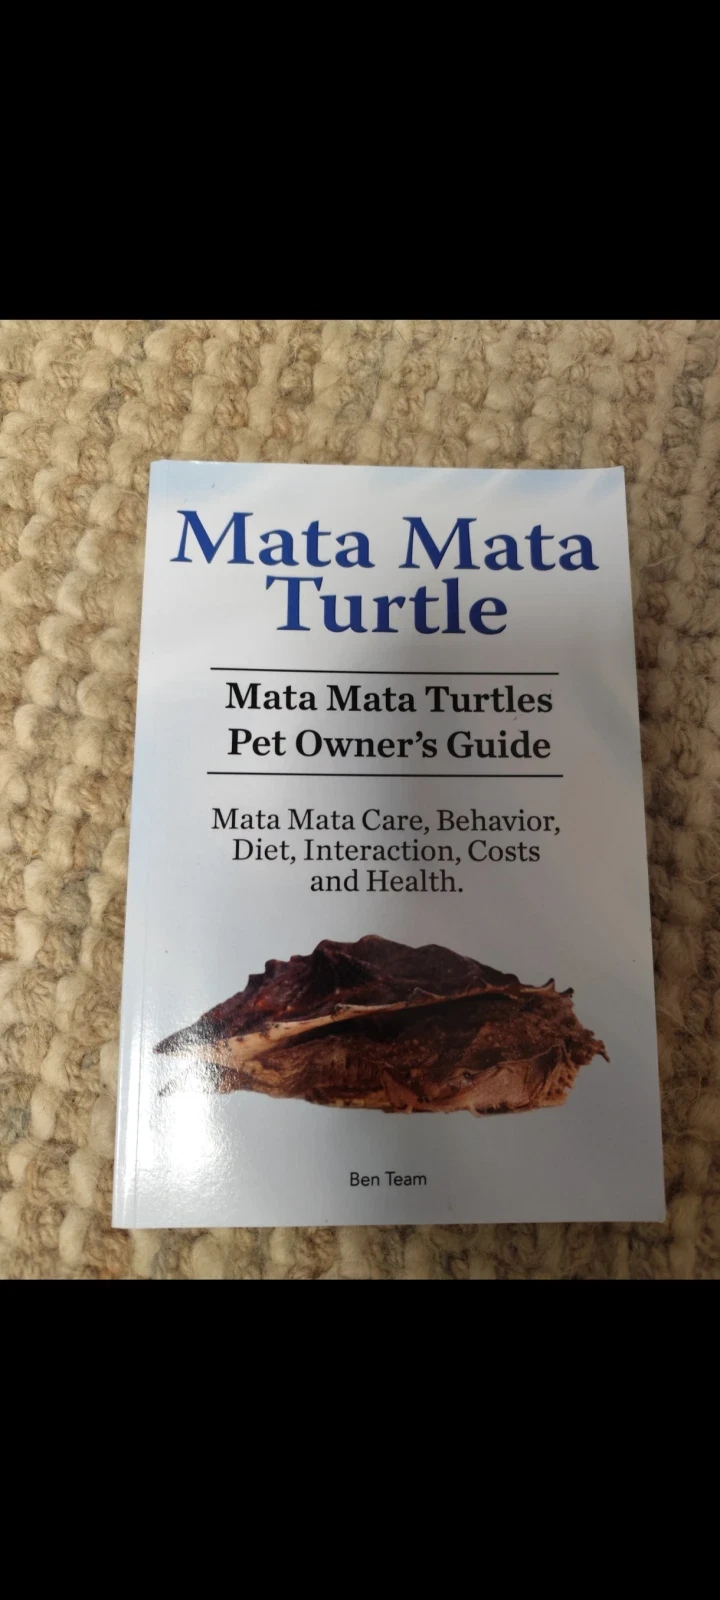 Mata Mata
Turtle
Mata Mata Turtles
Pet Owner's Guide
Mata Mata Care, Behavior,
Diet, Interaction, Costs
and Health.
Ben Team